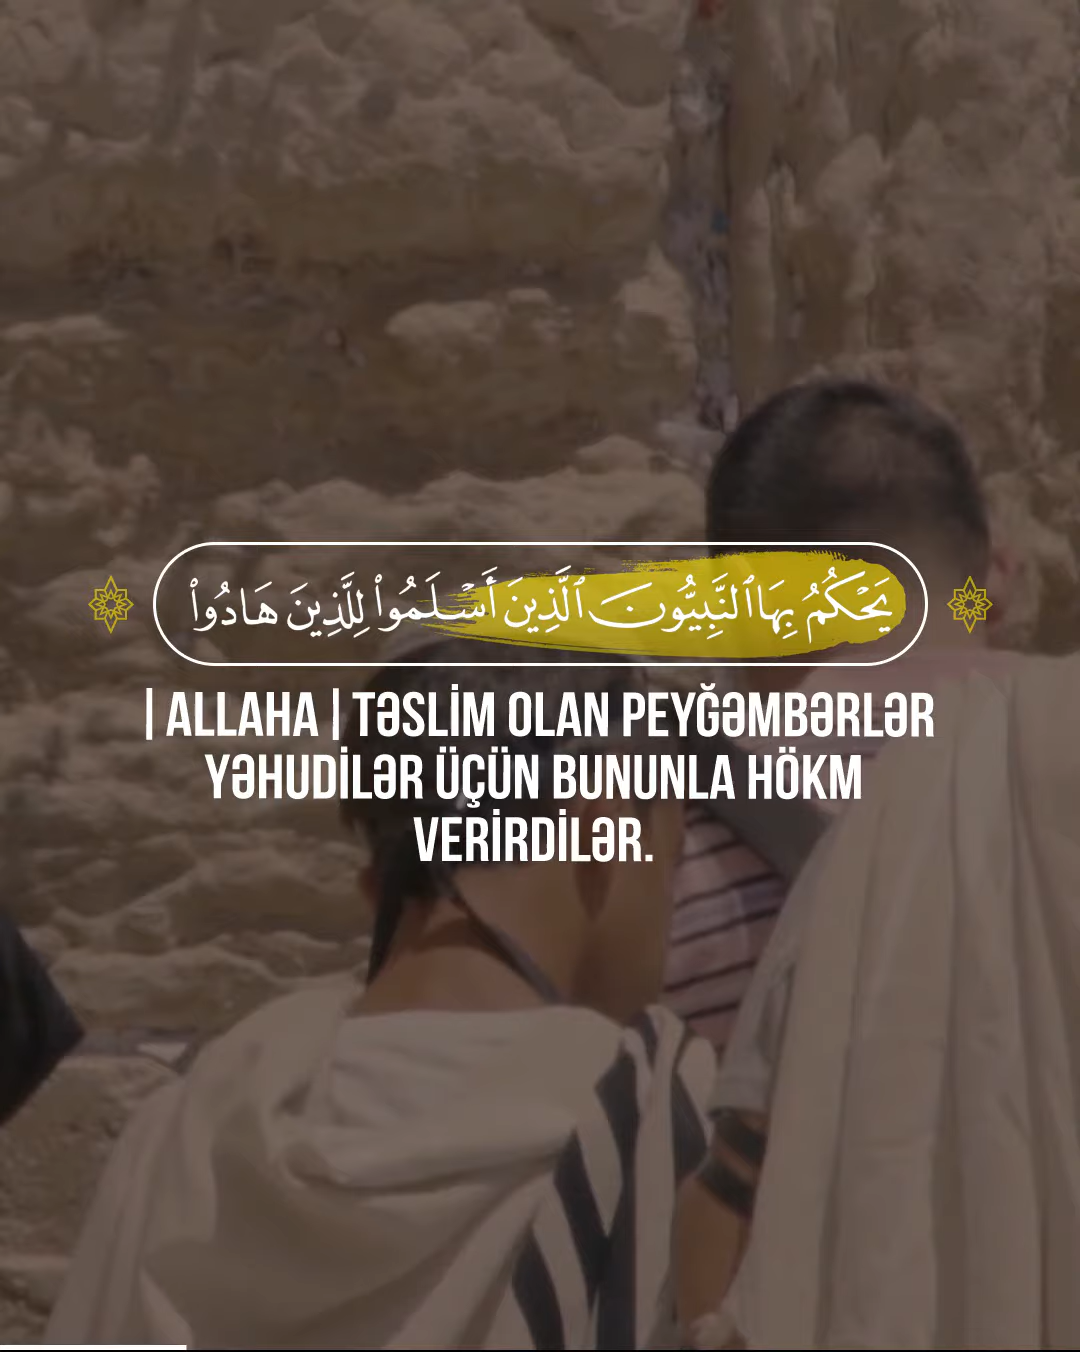 يَحْكُمُ بِهَا ٱلنَّبِيُّونَ ٱلَّذِينَ أَسْلَمُوا۟ لِلَّذِينَ هَادُوا۟
| ALLAHA | TƏSLİM OLAN PEYĞƏMBƏRLƏR
YƏHUDİLƏR ÜÇÜN BUNUNLA HÖKM
VERİRDİLƏR.